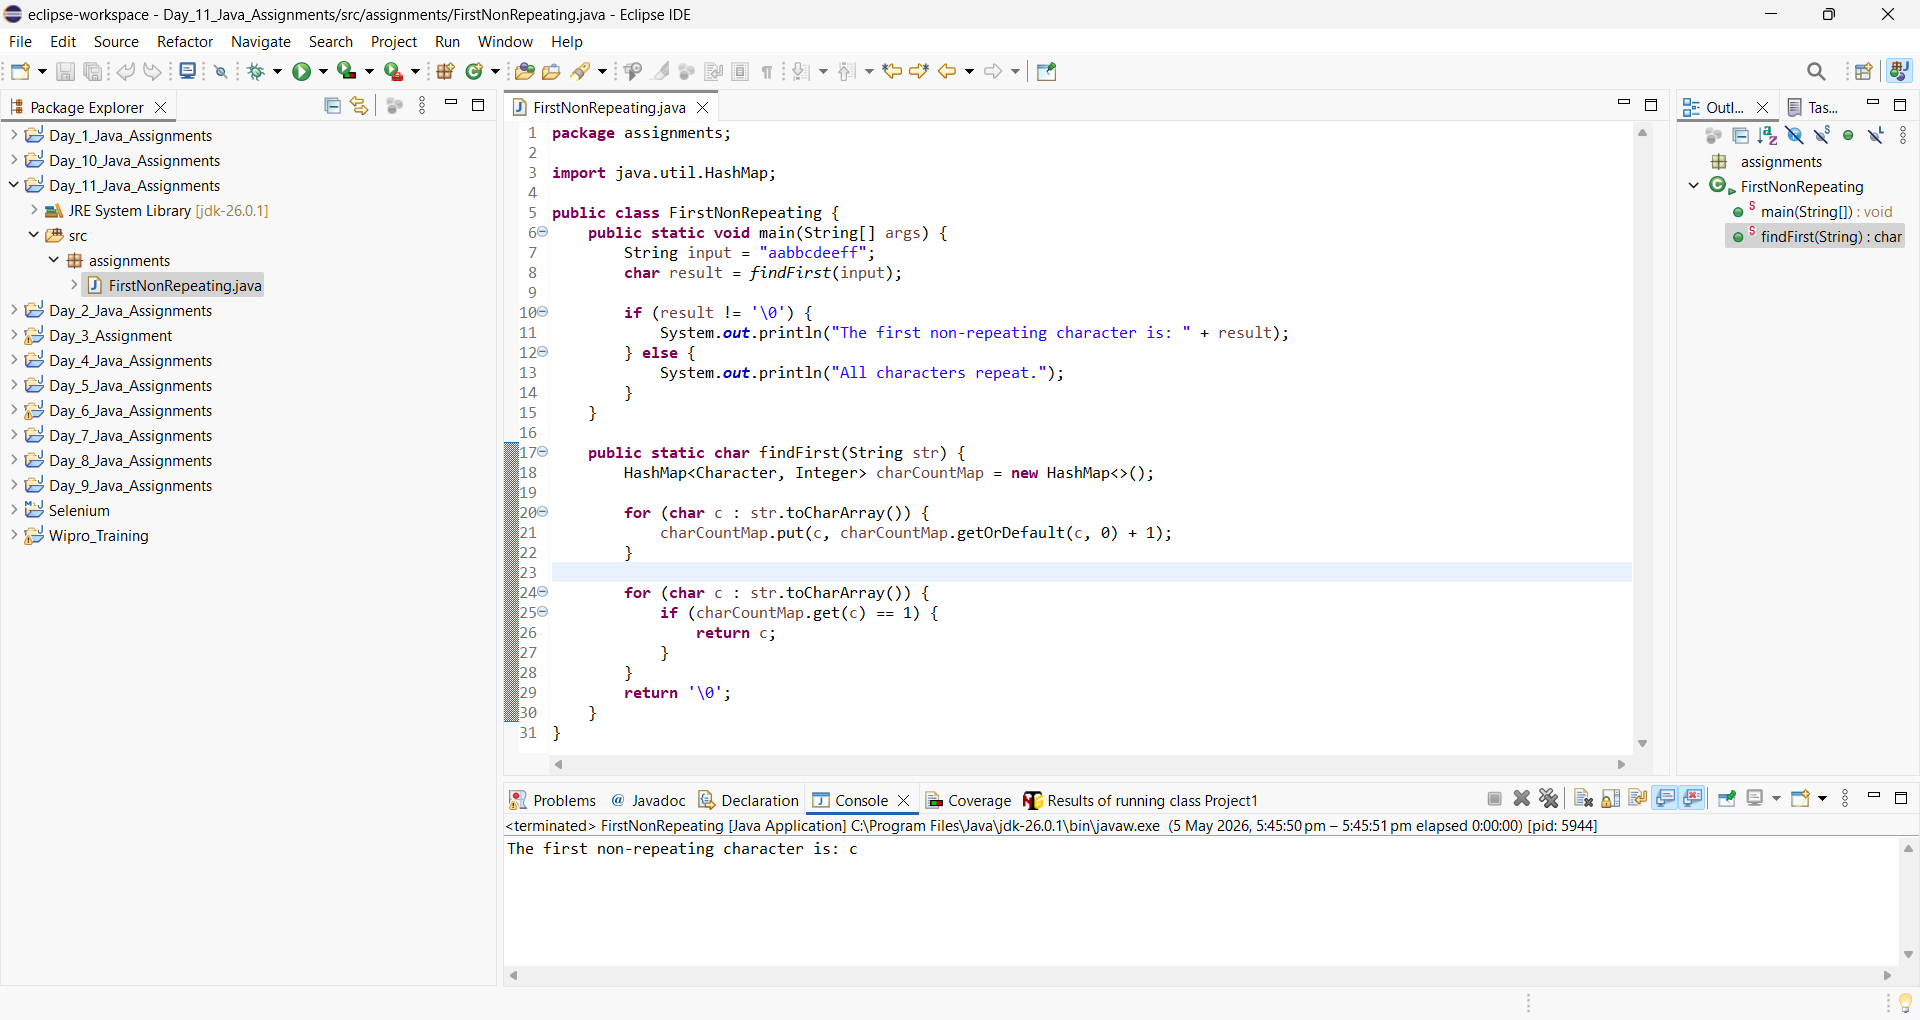 eclipse-workspace - Day_11_Java_Assignments/src/assignments/FirstNonRepeating.java - Eclipse IDE
File Edit Source Refactor Navigate Search Project Run Window Help
Package Explorer
Day_1_Java_Assignments
Day_10_Java_Assignments
Day_11_Java_Assignments
JRE System Library [jdk-26.0.1]
src
assignments
FirstNonRepeating.java
Day_2_Java_Assignments
Day_3_Assignment
Day_4_Java_Assignments
Day_5_Java_Assignments
Day_6_Java_Assignments
Day_7_Java_Assignments
Day_8_Java_Assignments
Day_9_Java_Assignments
Selenium
Wipro_Training
FirstNonRepeating.java
1 package assignments;
2
3 import java.util.HashMap;
4
5 public class FirstNonRepeating {
6 public static void main(String[] args) {
7 String input = "aabbcdeeff";
8 char result = findFirst(input);
9
10 if (result != '\0') {
11 System.out.println("The first non-repeating character is: " + result);
12 } else {
13 System.out.println("All characters repeat.");
14 }
15 }
16
17 public static char findFirst(String str) {
18 HashMap<Character, Integer> charCountMap = new HashMap<>();
19
20 for (char c : str.toCharArray()) {
21 charCountMap.put(c, charCountMap.getOrDefault(c, 0) + 1);
22 }
23
24 for (char c : str.toCharArray()) {
25 if (charCountMap.get(c) == 1) {
26 return c;
27 }
28 }
29 return '\0';
30 }
31 }
Outl... Tas...
assignments
FirstNonRepeating
main(String[]) : void
findFirst(String) : char
Problems @ Javadoc Declaration Console Coverage Results of running class Project1
<terminated> FirstNonRepeating [Java Application] C:\Program Files\Java\jdk-26.0.1\bin\javaw.exe (5 May 2026, 5:45:50 pm – 5:45:51 pm elapsed 0:00:00) [pid: 5944]
The first non-repeating character is: c